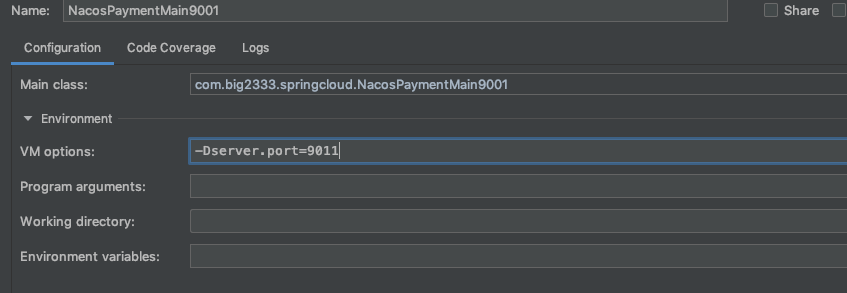 Name: NacosPaymentMain9001 Share
Configuration Code Coverage Logs
Main class: com.big2333.springcloud.NacosPaymentMain9001
Environment
VM options: -Dserver.port=9011
Program arguments:
Working directory:
Environment variables: